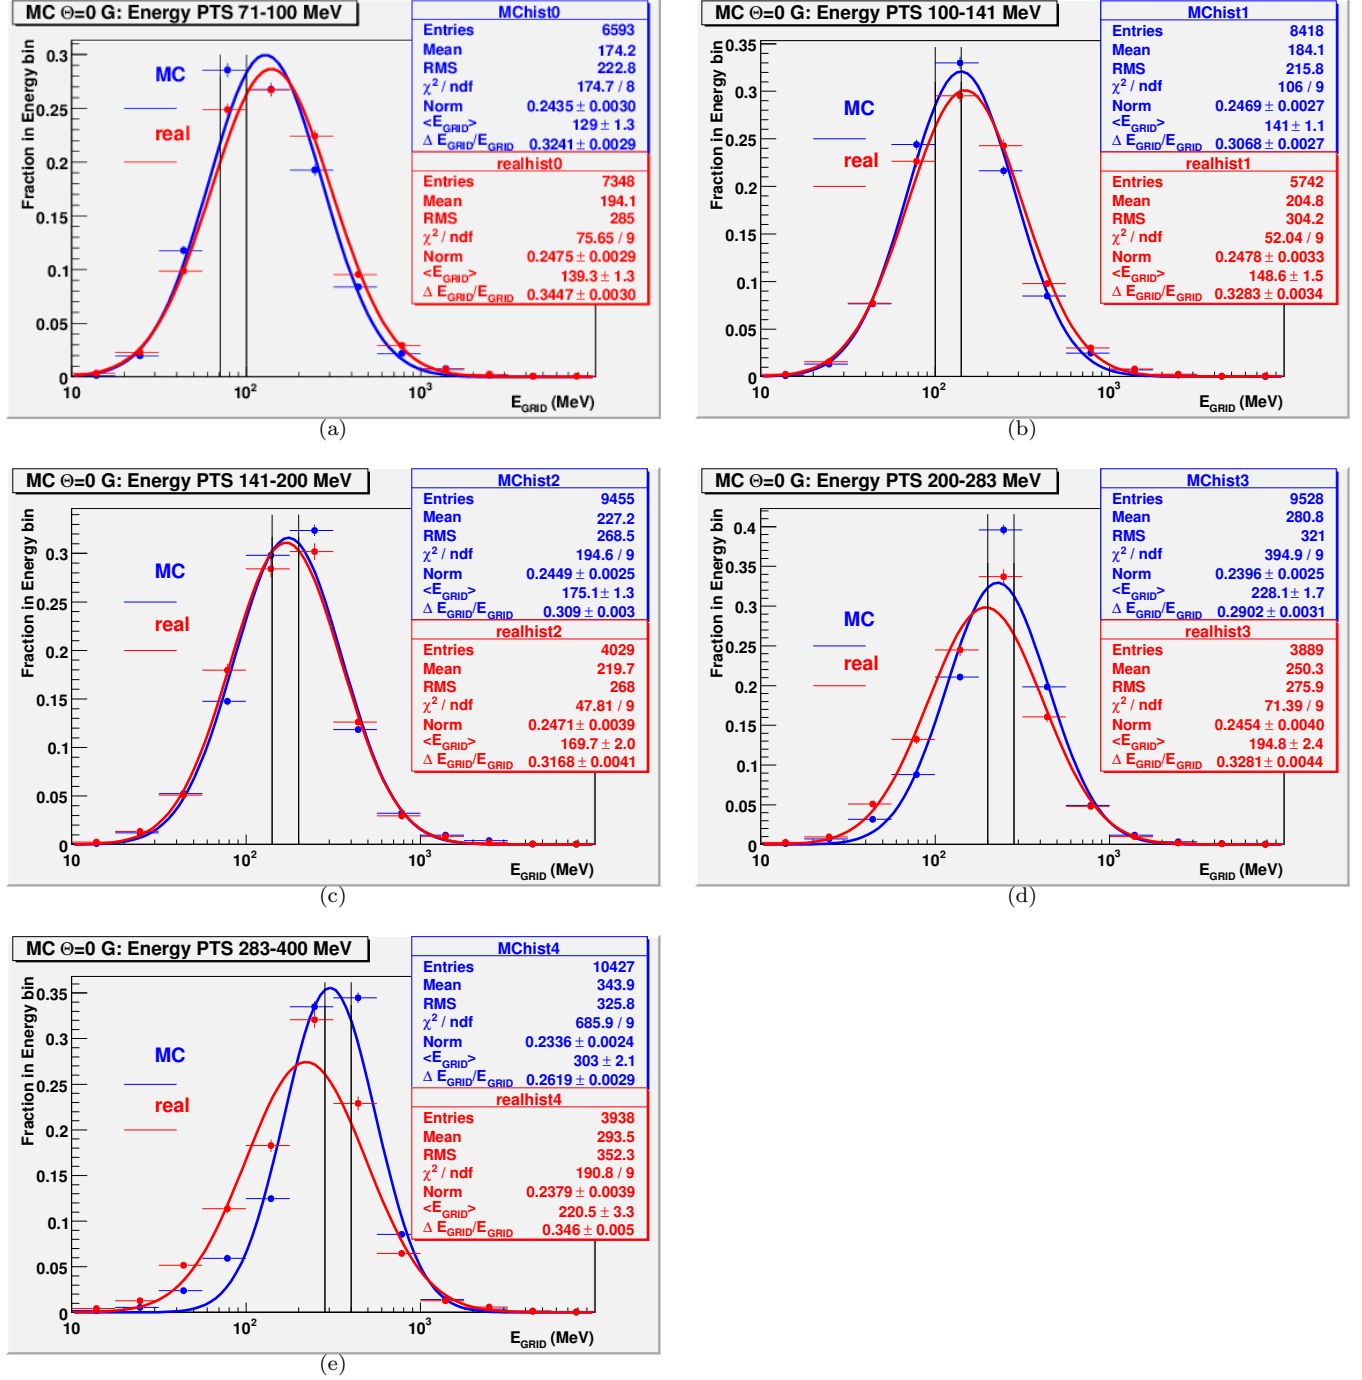 MC Θ=0 G: Energy PTS 71-100 MeV
Fraction in Energy bin
0.3
0.25
0.2
0.15
0.1
0.05
0
MC
real
10
10²
10³
E_GRID (MeV)
MChist0
Entries 6593
Mean 174.2
RMS 222.8
χ² / ndf 174.7 / 8
Norm 0.2435 ± 0.0030
<E_GRID> 129 ± 1.3
Δ E_GRID/E_GRID 0.3241 ± 0.0029
realhist0
Entries 7348
Mean 194.1
RMS 285
χ² / ndf 75.65 / 9
Norm 0.2475 ± 0.0029
<E_GRID> 139.3 ± 1.3
Δ E_GRID/E_GRID 0.3447 ± 0.0030
(a)
MC Θ=0 G: Energy PTS 100-141 MeV
Fraction in Energy bin
0.35
0.3
0.25
0.2
0.15
0.1
0.05
0
MC
real
10
10²
10³
E_GRID (MeV)
MChist1
Entries 8418
Mean 184.1
RMS 215.8
χ² / ndf 106 / 9
Norm 0.2469 ± 0.0027
<E_GRID> 141 ± 1.1
Δ E_GRID/E_GRID 0.3068 ± 0.0027
realhist1
Entries 5742
Mean 204.8
RMS 304.2
χ² / ndf 52.04 / 9
Norm 0.2478 ± 0.0033
<E_GRID> 148.6 ± 1.5
Δ E_GRID/E_GRID 0.3283 ± 0.0034
(b)
MC Θ=0 G: Energy PTS 141-200 MeV
Fraction in Energy bin
0.3
0.25
0.2
0.15
0.1
0.05
0
MC
real
10
10²
10³
E_GRID (MeV)
MChist2
Entries 9455
Mean 227.2
RMS 268.5
χ² / ndf 194.6 / 9
Norm 0.2449 ± 0.0025
<E_GRID> 175.1 ± 1.3
Δ E_GRID/E_GRID 0.309 ± 0.003
realhist2
Entries 4029
Mean 219.7
RMS 268
χ² / ndf 47.81 / 9
Norm 0.2471 ± 0.0039
<E_GRID> 169.7 ± 2.0
Δ E_GRID/E_GRID 0.3168 ± 0.0041
(c)
MC Θ=0 G: Energy PTS 200-283 MeV
Fraction in Energy bin
0.4
0.35
0.3
0.25
0.2
0.15
0.1
0.05
0
MC
real
10
10²
10³
E_GRID (MeV)
MChist3
Entries 9528
Mean 280.8
RMS 321
χ² / ndf 394.9 / 9
Norm 0.2396 ± 0.0025
<E_GRID> 228.1 ± 1.7
Δ E_GRID/E_GRID 0.2902 ± 0.0031
realhist3
Entries 3889
Mean 250.3
RMS 275.9
χ² / ndf 71.39 / 9
Norm 0.2454 ± 0.0040
<E_GRID> 194.8 ± 2.4
Δ E_GRID/E_GRID 0.3281 ± 0.0044
(d)
MC Θ=0 G: Energy PTS 283-400 MeV
Fraction in Energy bin
0.35
0.3
0.25
0.2
0.15
0.1
0.05
0
MC
real
10
10²
10³
E_GRID (MeV)
MChist4
Entries 10427
Mean 343.9
RMS 325.8
χ² / ndf 685.9 / 9
Norm 0.2336 ± 0.0024
<E_GRID> 303 ± 2.1
Δ E_GRID/E_GRID 0.2619 ± 0.0029
realhist4
Entries 3938
Mean 293.5
RMS 352.3
χ² / ndf 190.8 / 9
Norm 0.2379 ± 0.0039
<E_GRID> 220.5 ± 3.3
Δ E_GRID/E_GRID 0.346 ± 0.005
(e)